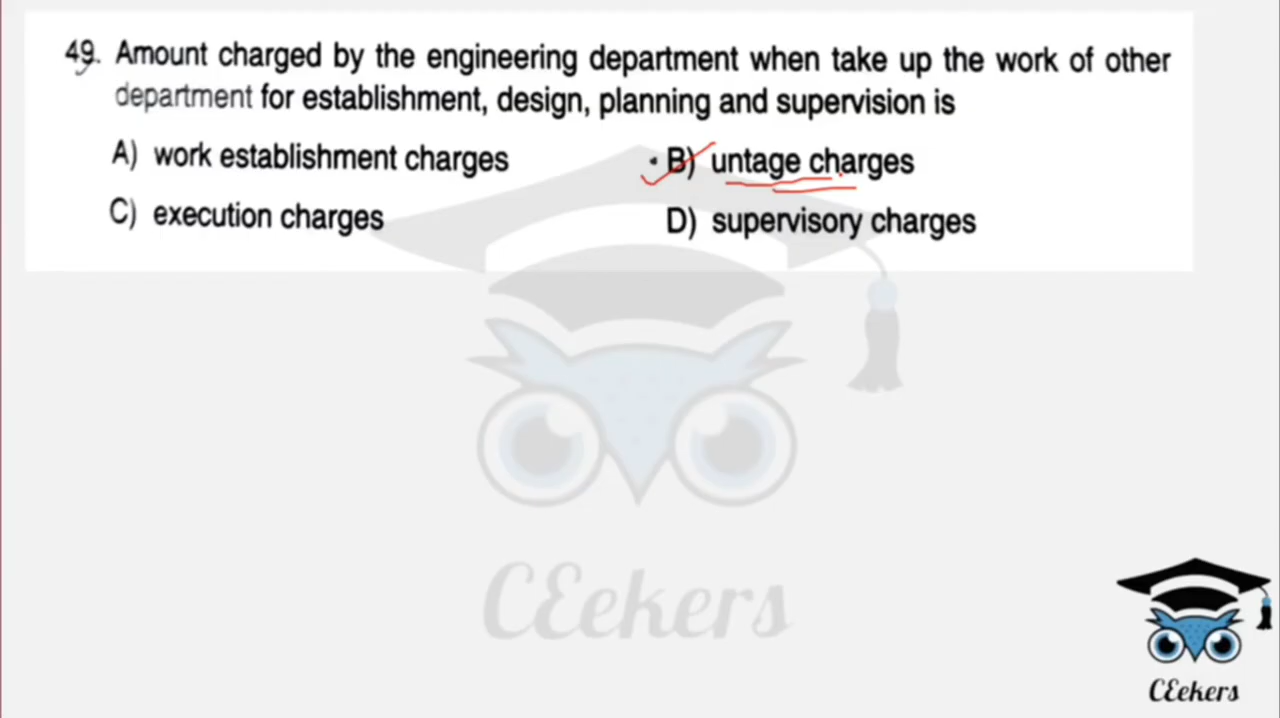 49. Amount charged by the engineering department when take up the work of other
department for establishment, design, planning and supervision is
A) work establishment charges
B) untage charges
C) execution charges
D) supervisory charges
CEekers
CEekers